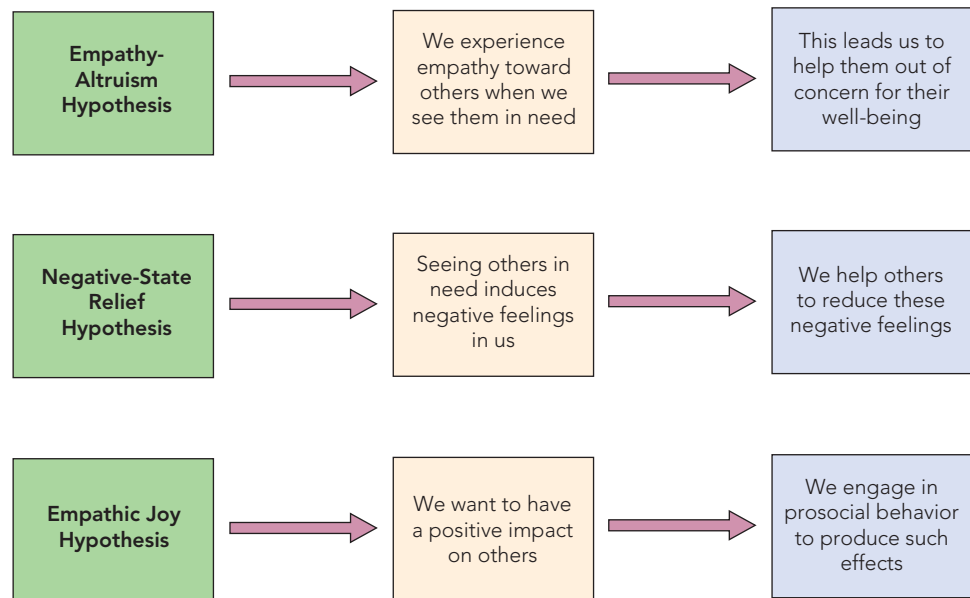 Empathy-
Altruism
Hypothesis
We experience
empathy toward
others when we
see them in need
This leads us to
help them out of
concern for their
well-being
Negative-State
Relief
Hypothesis
Seeing others in
need induces
negative feelings
in us
We help others
to reduce these
negative feelings
Empathic Joy
Hypothesis
We want to have
a positive impact
on others
We engage in
prosocial behavior
to produce such
effects